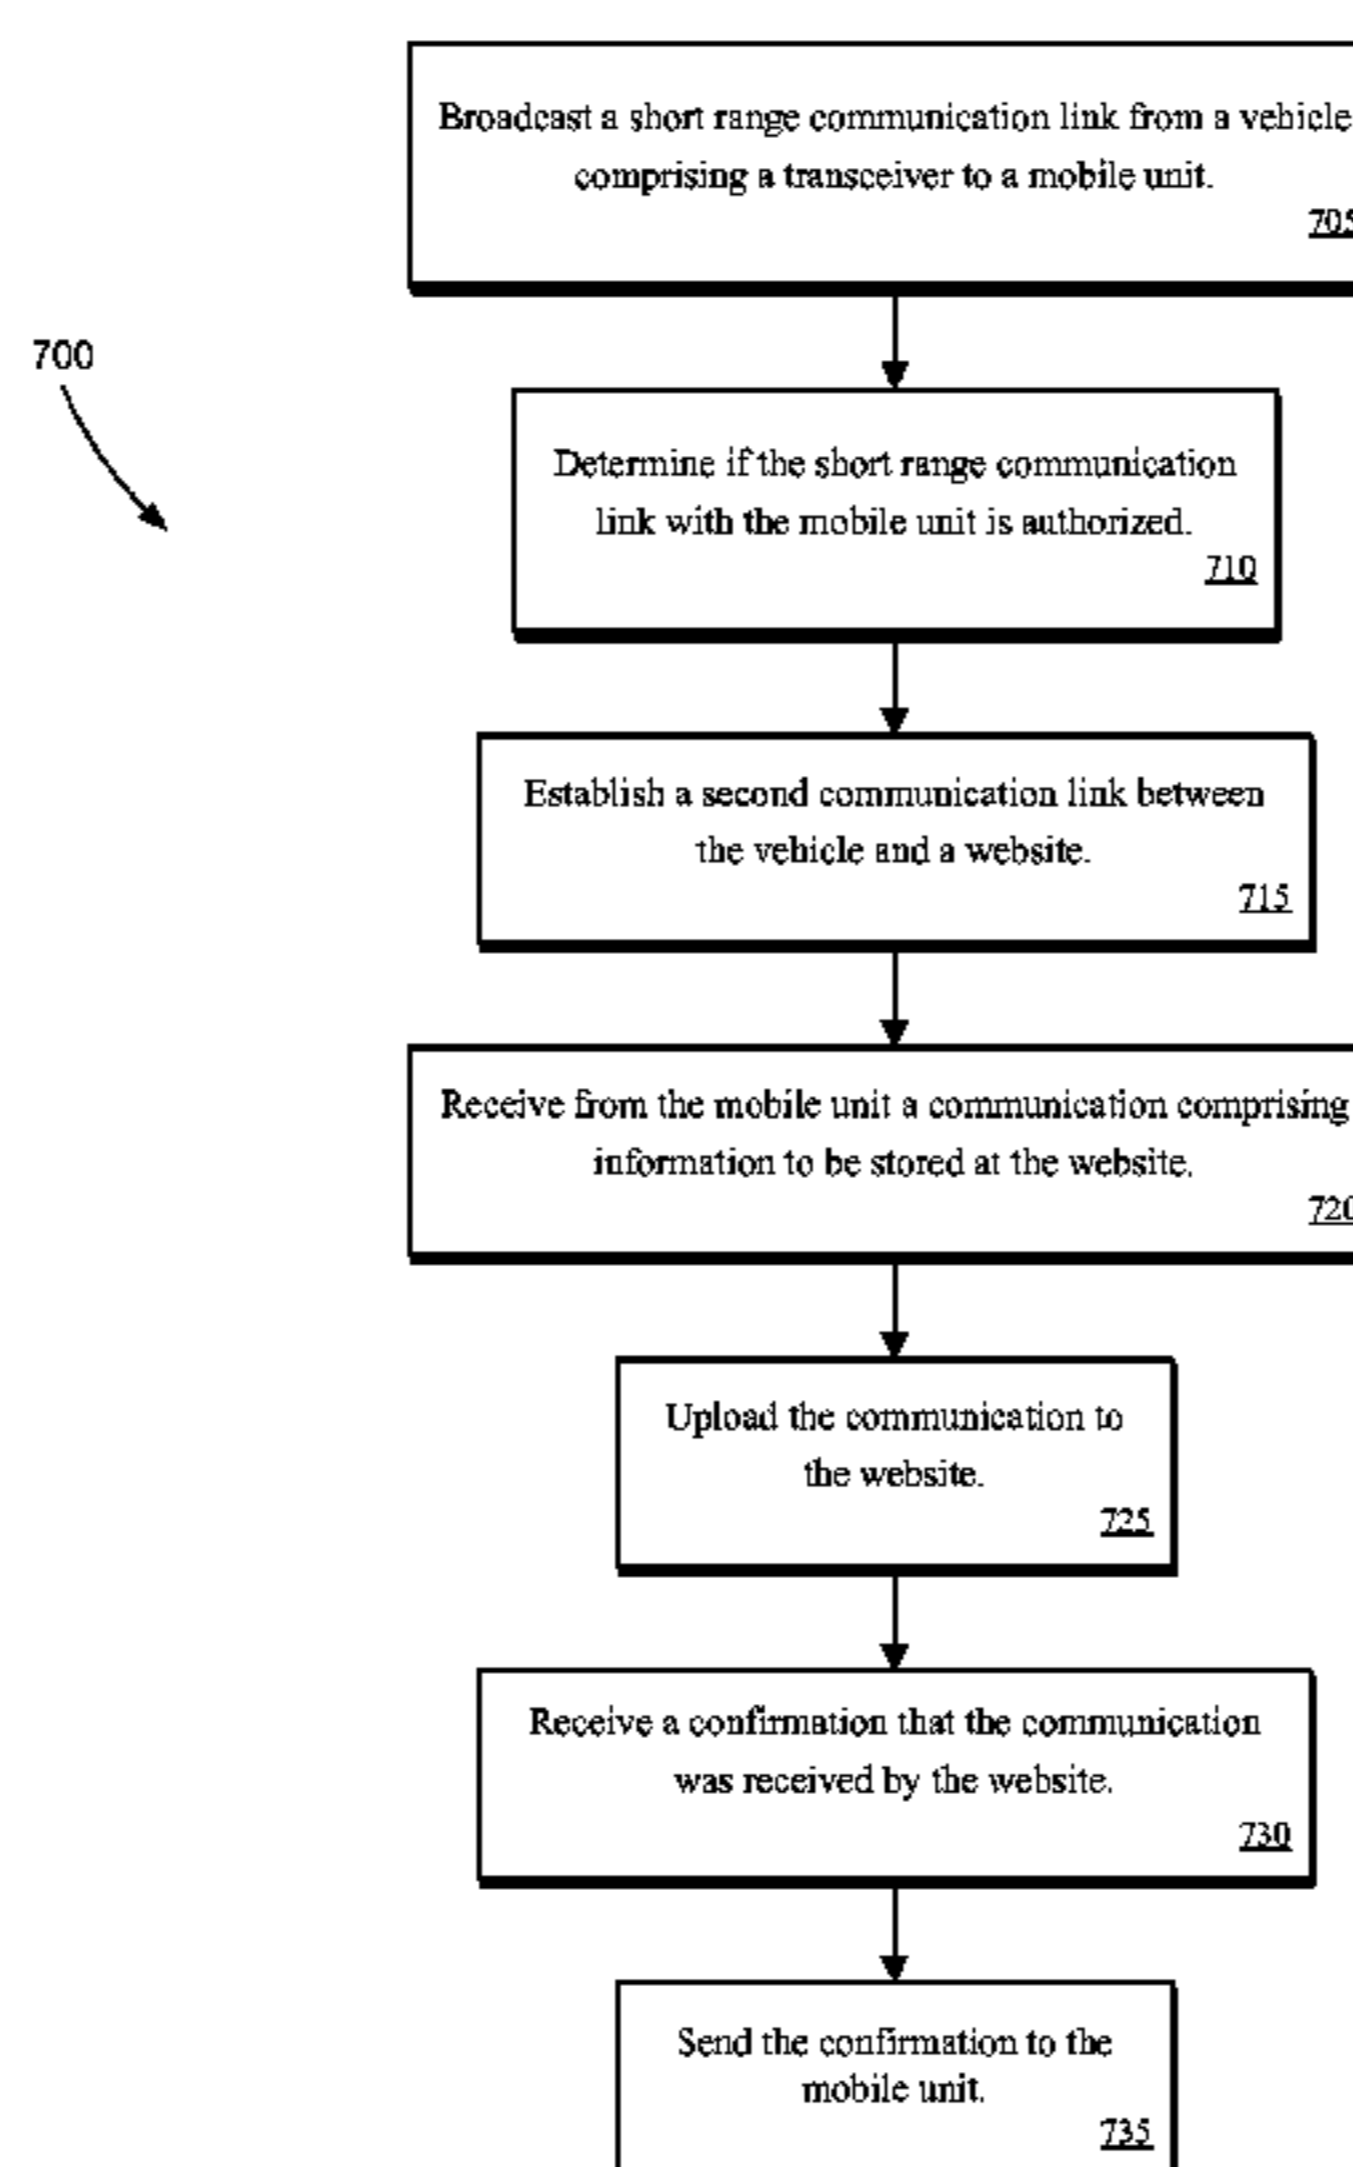 Broadcast a short range communication link from a vehicle
comprising a transceiver to a mobile unit.
705
700
Determine if the short range communication
link with the mobile unit is authorized.
710
Establish a second communication link between
the vehicle and a website.
715
Receive from the mobile unit a communication comprising
information to be stored at the website.
720
Upload the communication to
the website.
725
Receive a confirmation that the communication
was received by the website.
730
Send the confirmation to the
mobile unit.
735